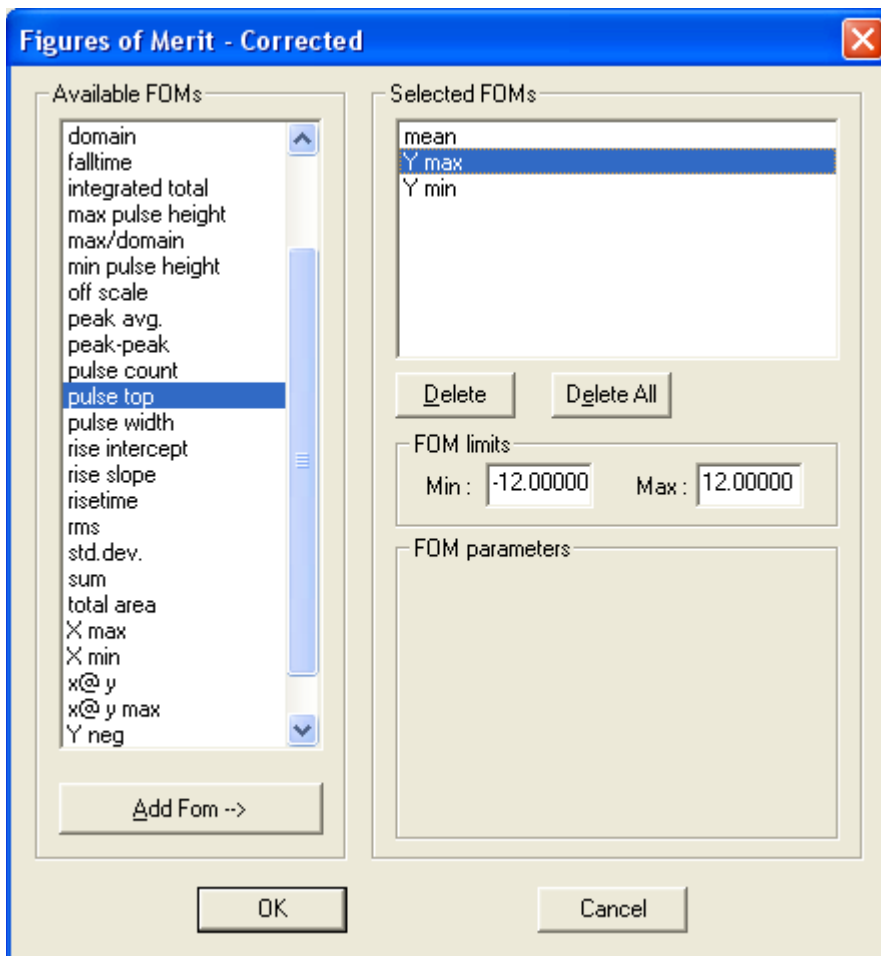 Figures of Merit - Corrected
Available FOMs
domain
falltime
integrated total
max pulse height
max/domain
min pulse height
off scale
peak avg.
peak-peak
pulse count
pulse top
pulse width
rise intercept
rise slope
risetime
rms
std.dev.
sum
total area
X max
X min
x@ y
x@ y max
Y neg
Add Fom -->
Selected FOMs
mean
Y max
Y min
Delete Delete All
FOM limits
Min : -12.00000 Max : 12.00000
FOM parameters
OK Cancel